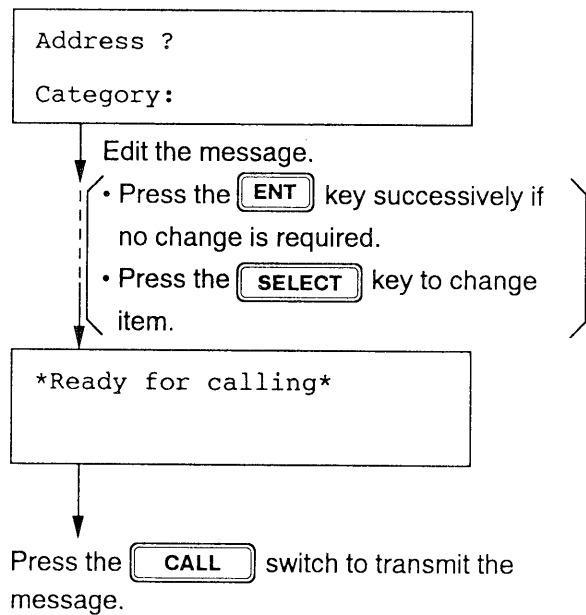 Address ?
Category:
Edit the message.
• Press the ENT key successively if
no change is required.
• Press the SELECT key to change
item.
*Ready for calling*
Press the CALL switch to transmit the
message.